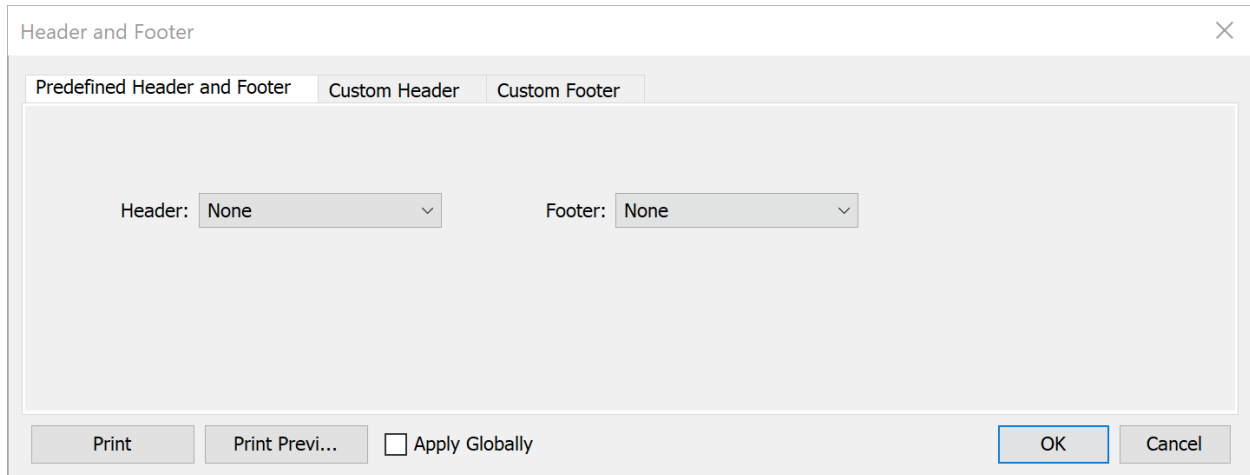 Header and Footer
Predefined Header and Footer Custom Header Custom Footer
Header: None Footer: None
Print Print Previ... Apply Globally OK Cancel